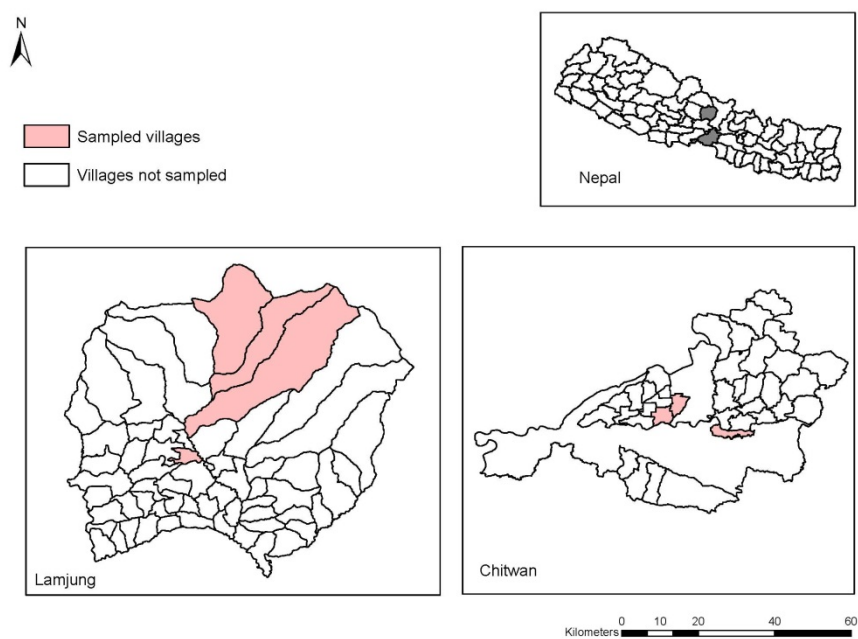 N
Sampled villages
Villages not sampled
Nepal
Lamjung
Chitwan
Kilometers
0 10 20 40 60